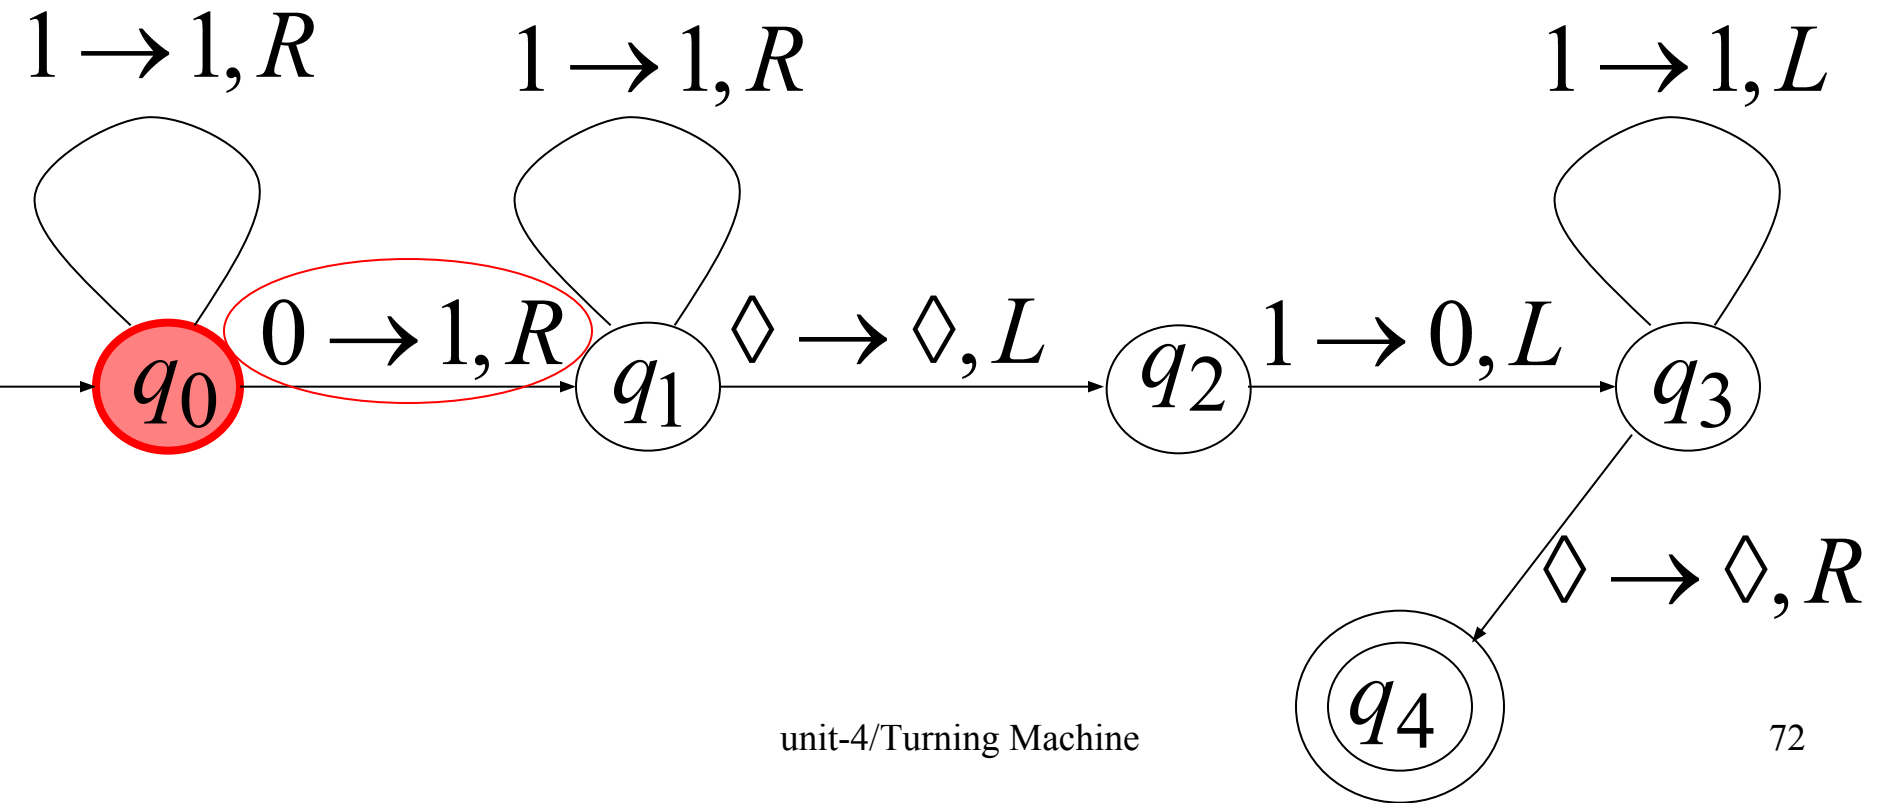 1 → 1, R
1 → 1, R
1 → 1, L
0 → 1, R
◊ → ◊, L
1 → 0, L
q0
q1
q2
q3
◊ → ◊, R
q4
unit-4/Turning Machine
72